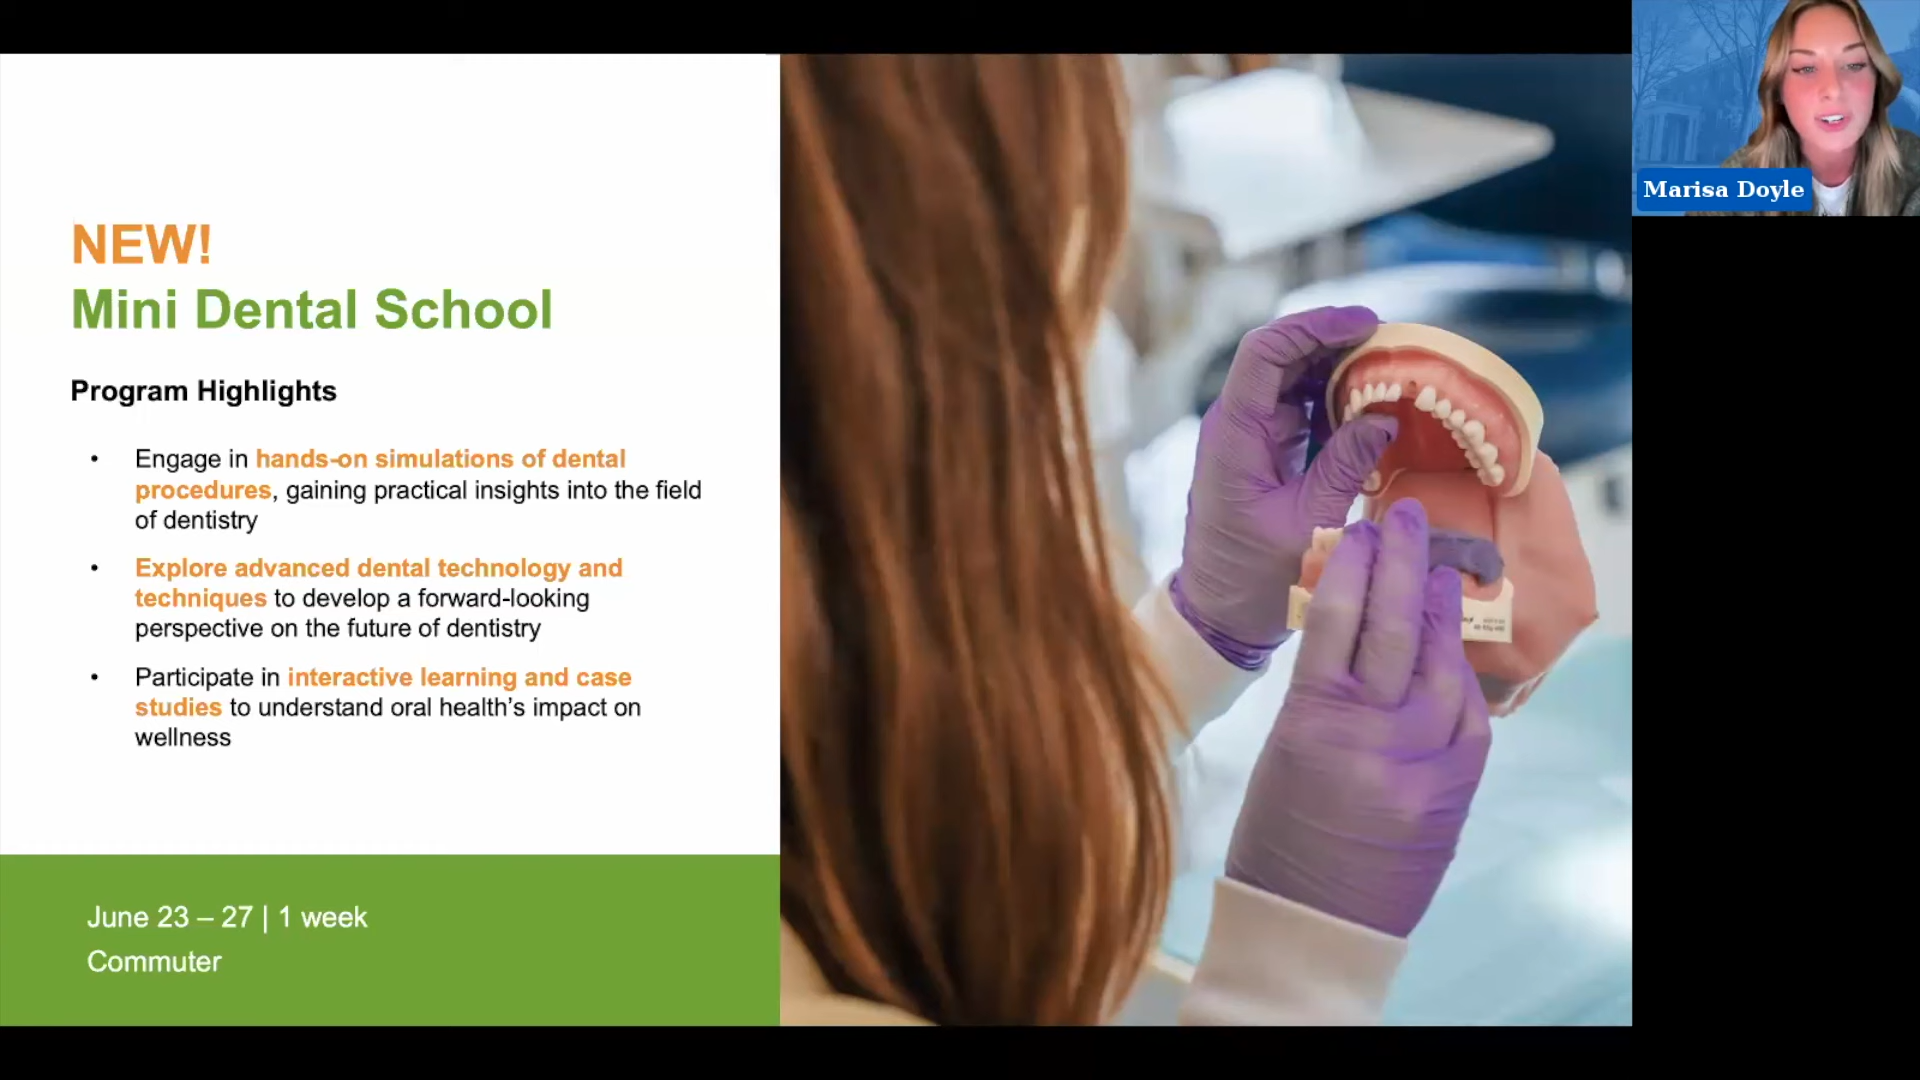 NEW!
Mini Dental School
Program Highlights
• Engage in hands-on simulations of dental
procedures, gaining practical insights into the field
of dentistry
• Explore advanced dental technology and
techniques to develop a forward-looking
perspective on the future of dentistry
• Participate in interactive learning and case
studies to understand oral health’s impact on
wellness
June 23 – 27 | 1 week
Commuter
Marisa Doyle